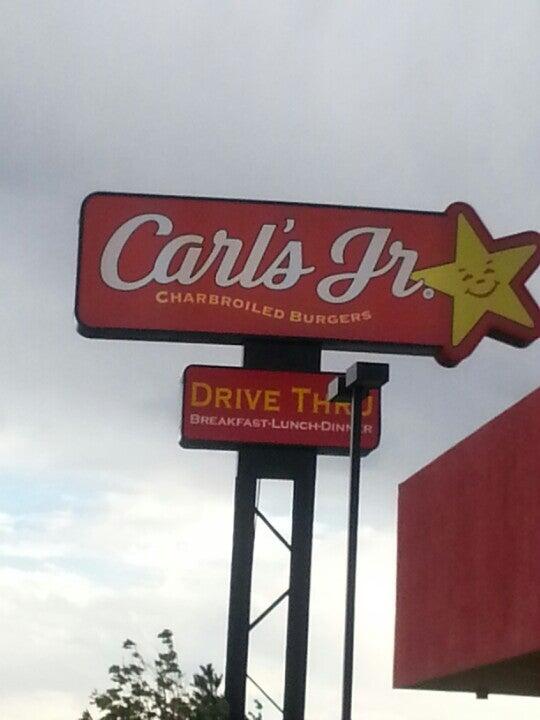 Carl's Jr.
CHARBROILED BURGERS
DRIVE THRU
BREAKFAST-LUNCH-DINNER